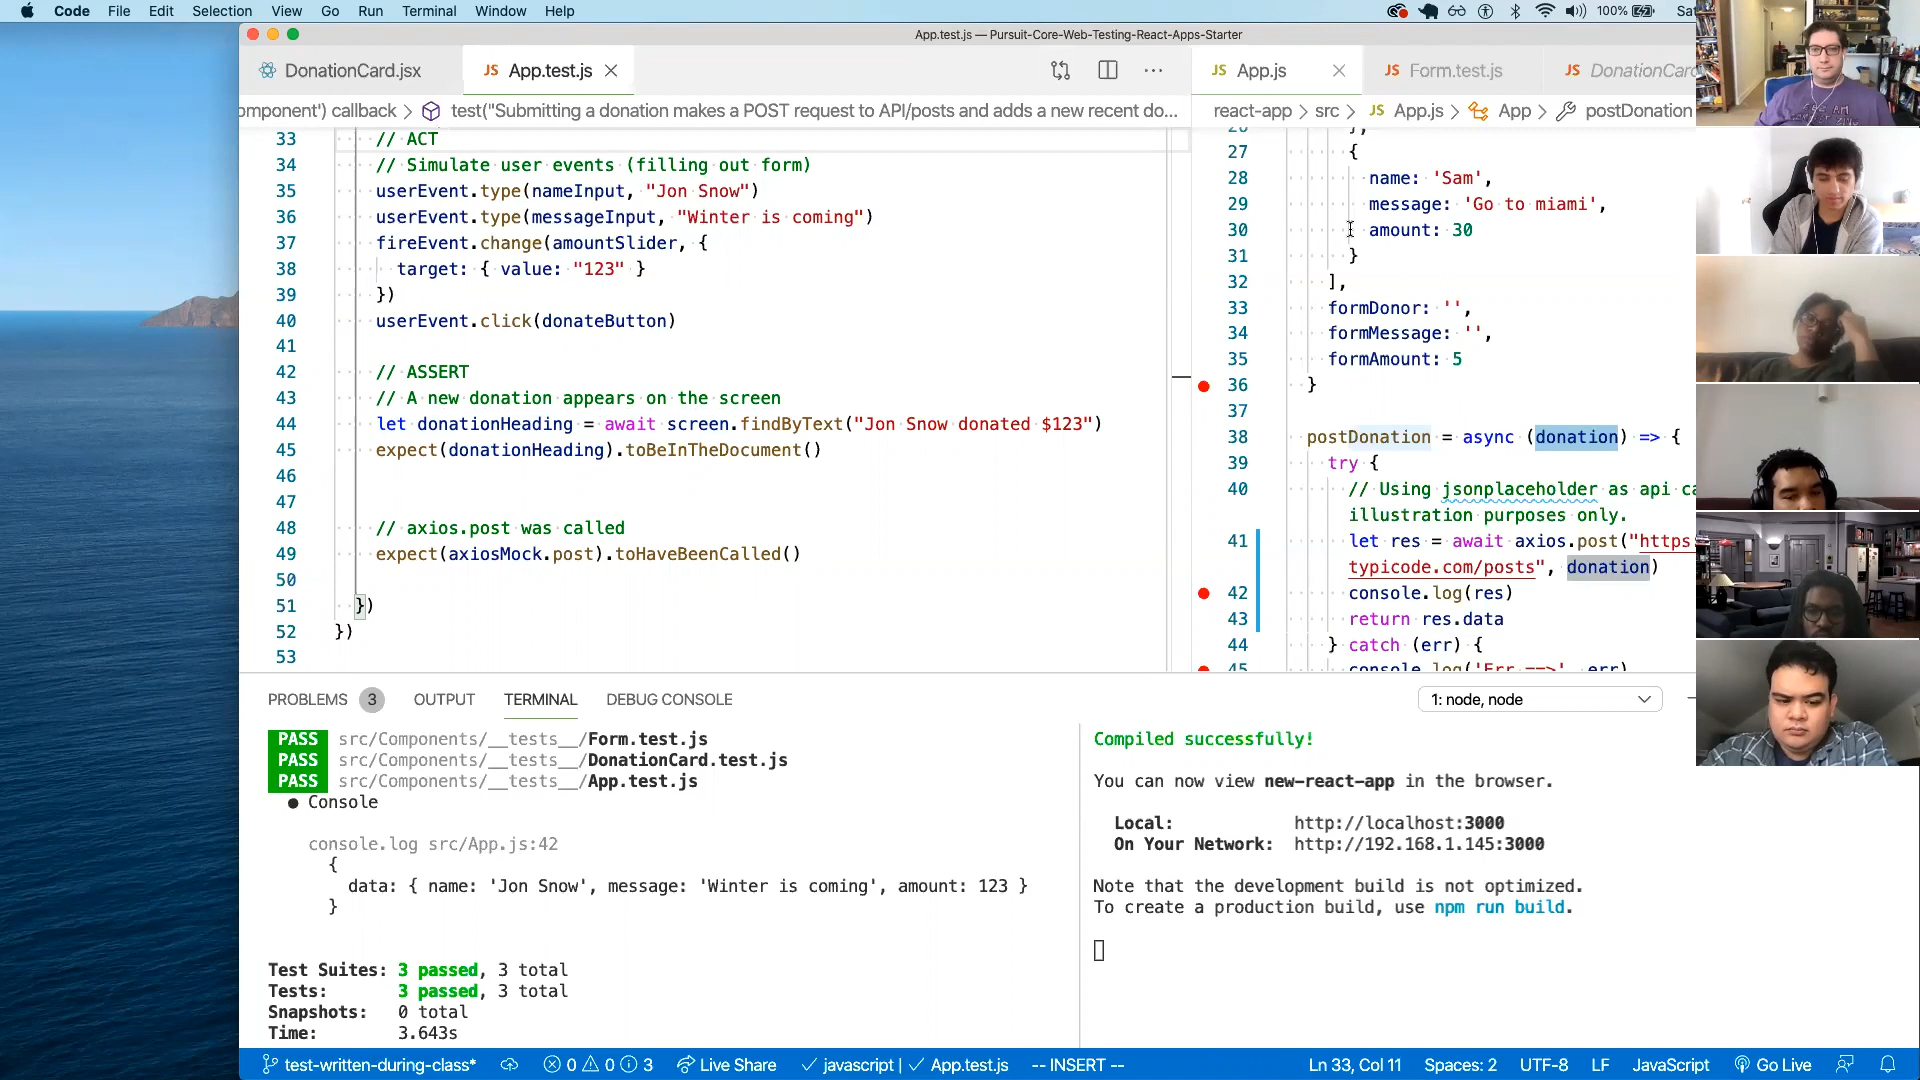 Code File Edit Selection View Go Run Terminal Window Help
100%
App.test.js — Pursuit-Core-Web-Testing-React-Apps-Starter
DonationCard.jsx
JS App.test.js
JS App.js
JS Form.test.js
JS DonationCard
omponent') callback > test("Submitting a donation makes a POST request to API/posts and adds a new recent do...
react-app > src > JS App.js > App > postDonation
33 // ACT
34 // Simulate user events (filling out form)
35 userEvent.type(nameInput, "Jon Snow")
36 userEvent.type(messageInput, "Winter is coming")
37 fireEvent.change(amountSlider, {
38 target: { value: "123" }
39 })
40 userEvent.click(donateButton)
41
42 // ASSERT
43 // A new donation appears on the screen
44 let donationHeading = await screen.findByText("Jon Snow donated $123")
45 expect(donationHeading).toBeInTheDocument()
46
47
48 // axios.post was called
49 expect(axiosMock.post).toHaveBeenCalled()
50
51 })
52 })
53
26 },
27 {
28 name: 'Sam',
29 message: 'Go to miami',
30 amount: 30
31 }
32 ],
33 formDonor: '',
34 formMessage: '',
35 formAmount: 5
36 }
37
38 postDonation = async (donation) => {
39 try {
40 // Using jsonplaceholder as api ca
illustration purposes only.
41 let res = await axios.post("https:
typicode.com/posts", donation)
42 console.log(res)
43 return res.data
44 } catch (err) {
45 console.log('Err ==>', err)
PROBLEMS 3 OUTPUT TERMINAL DEBUG CONSOLE
1: node, node
PASS src/Components/__tests__/Form.test.js
PASS src/Components/__tests__/DonationCard.test.js
PASS src/Components/__tests__/App.test.js
● Console
console.log src/App.js:42
{
data: { name: 'Jon Snow', message: 'Winter is coming', amount: 123 }
}
Test Suites: 3 passed, 3 total
Tests: 3 passed, 3 total
Snapshots: 0 total
Time: 3.643s
Compiled successfully!
You can now view new-react-app in the browser.
Local: http://localhost:3000
On Your Network: http://192.168.1.145:3000
Note that the development build is not optimized.
To create a production build, use npm run build.
test-written-during-class* 0 0 3 Live Share javascript | App.test.js -- INSERT -- Ln 33, Col 11 Spaces: 2 UTF-8 LF JavaScript Go Live